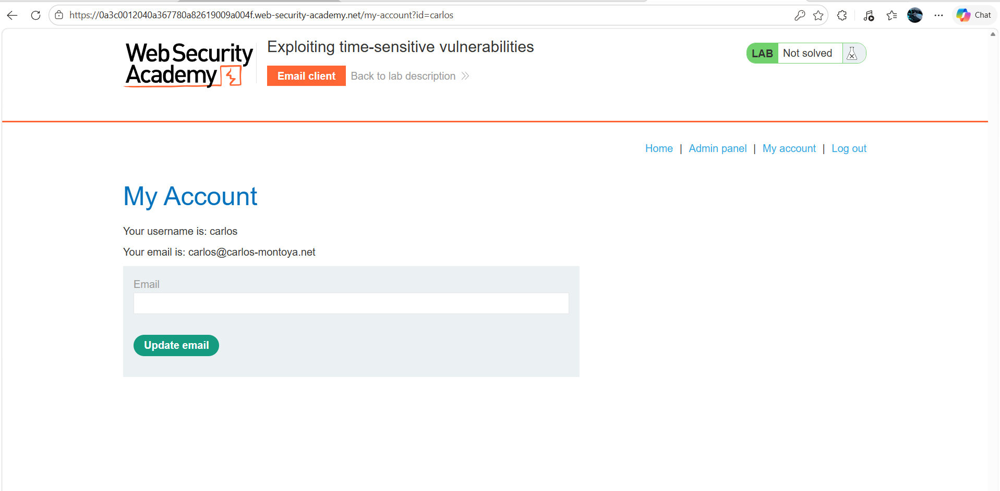 https://0a3c0012040a367780a82619009a004f.web-security-academy.net/my-account?id=carlos
Chat
Web Security
Academy
Exploiting time-sensitive vulnerabilities
Email client
Back to lab description
LAB
Not solved
Home | Admin panel | My account | Log out
My Account
Your username is: carlos
Your email is: carlos@carlos-montoya.net
Email
Update email